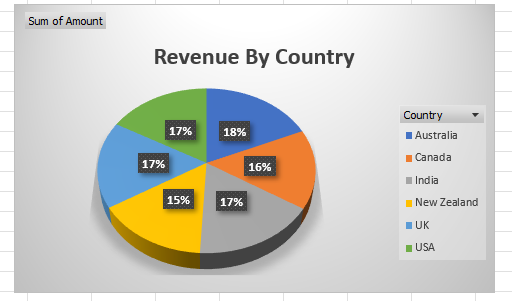 Sum of Amount
Revenue By Country
17%
18%
17%
16%
15%
17%
Country
Australia
Canada
India
New Zealand
UK
USA